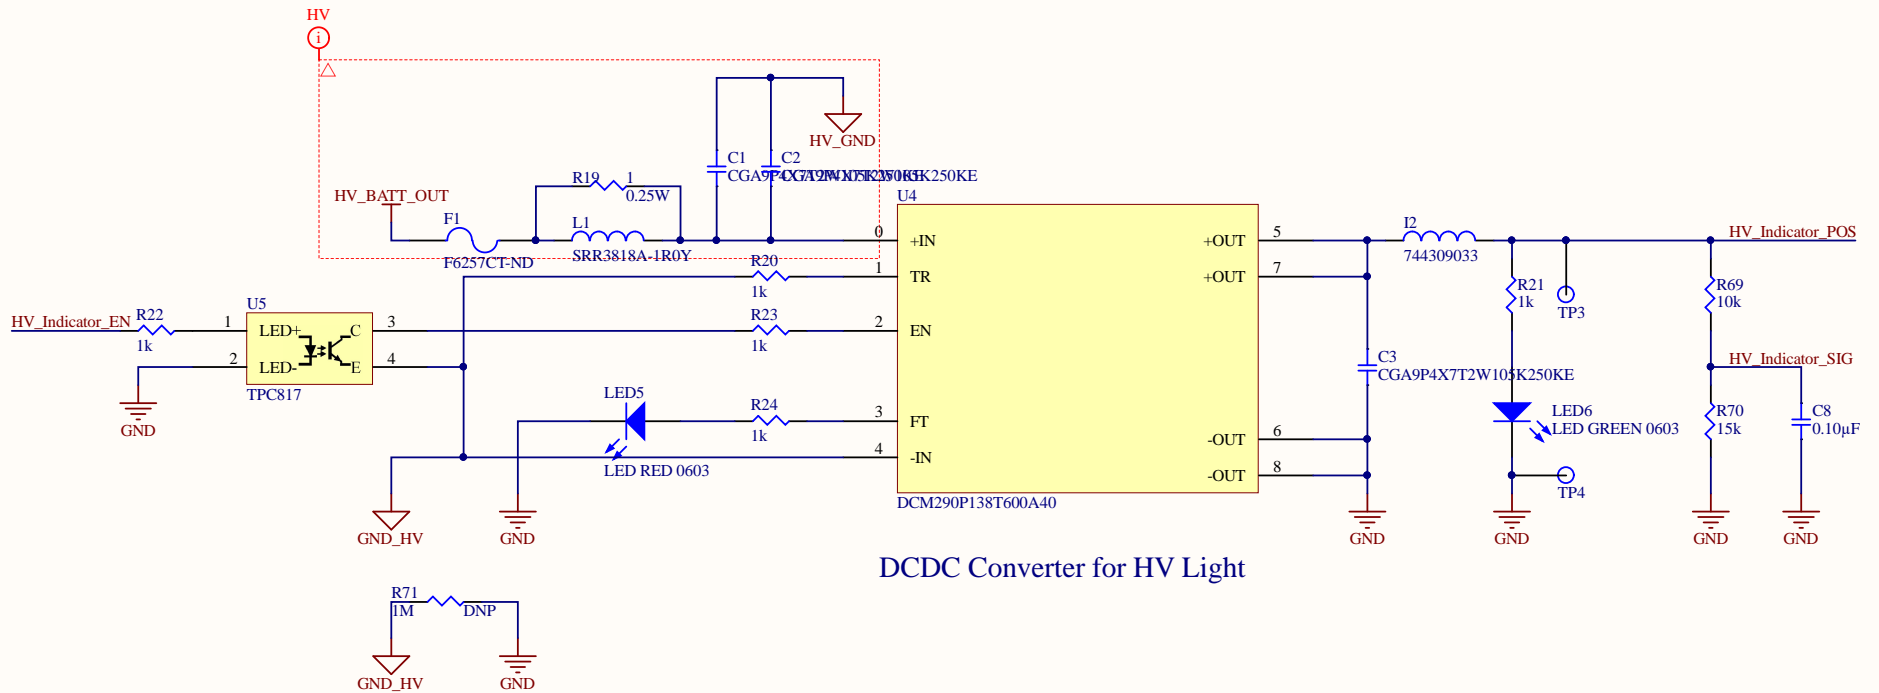 HV
i
HV_GND
C1
CGA9P4X7T2W105K250KE
C2
CGA9P4X7T2W105K250KE
R19
1
0.25W
HV_BATT_OUT
F1
F6257CT-ND
L1
SRR3818A-1R0Y
U4
0
+IN
1
TR
2
EN
3
FT
4
-IN
+OUT
5
+OUT
7
-OUT
6
-OUT
8
DCM290P138T600A40
R20
1k
R23
1k
R24
1k
HV_Indicator_EN
R22
1k
U5
1
LED+
2
LED-
C
3
E
4
TPC817
GND
LED5
LED RED 0603
GND_HV
GND
I2
744309033
HV_Indicator_POS
R21
1k
TP3
R69
10k
HV_Indicator_SIG
C3
CGA9P4X7T2W105K250KE
LED6
LED GREEN 0603
R70
15k
C8
0.10µF
TP4
GND
GND
GND
GND
DCDC Converter for HV Light
R71
1M
DNP
GND_HV
GND